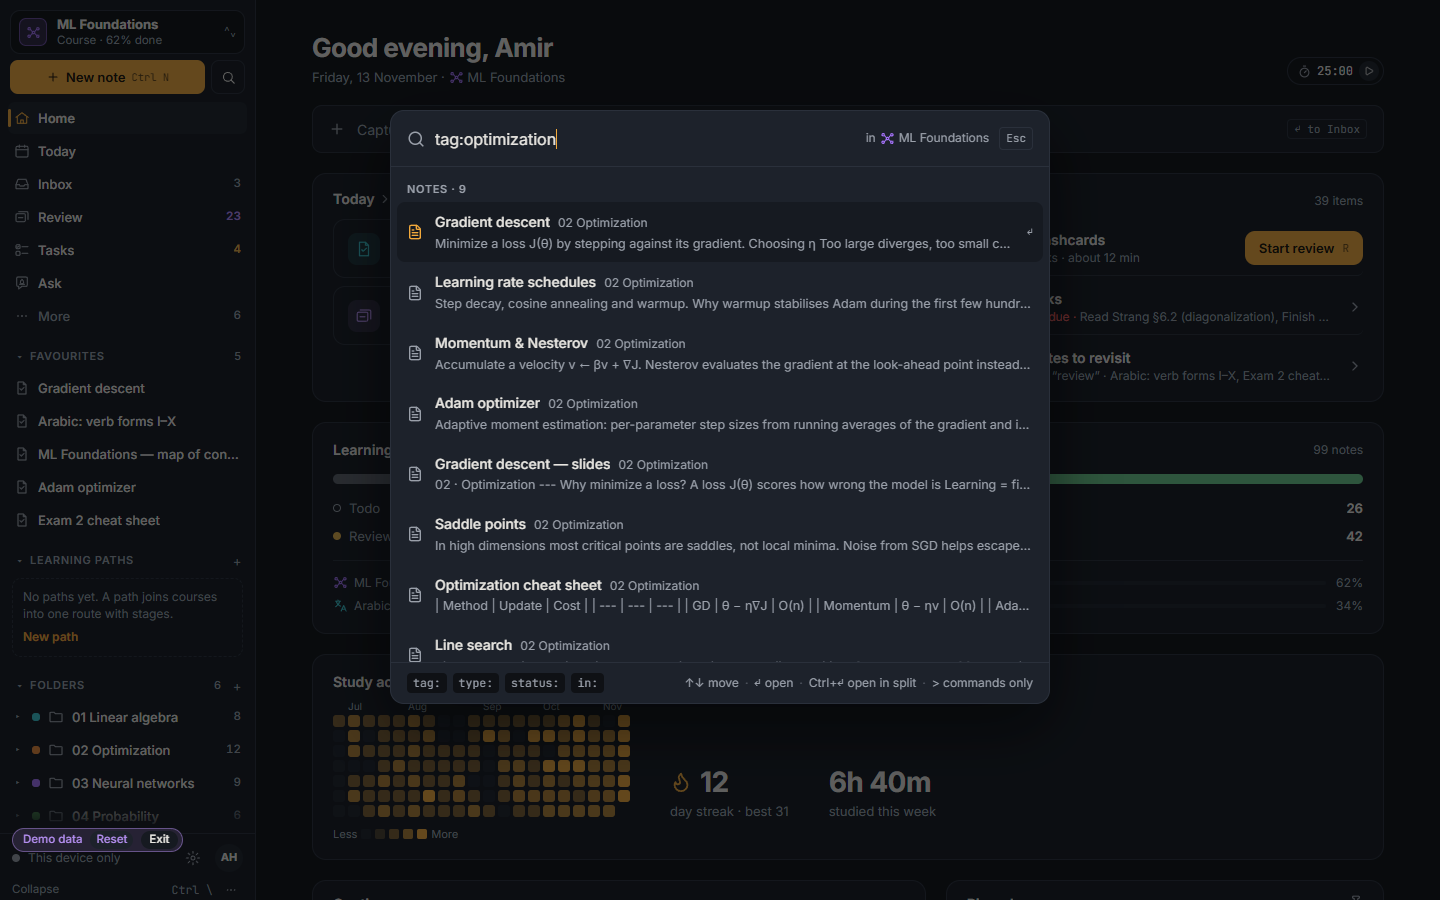 ML Foundations
Course · 62% done
New note Ctrl N
Home
Today
Inbox 3
Review 23
Tasks 4
Ask
More 6
FAVOURITES 5
Gradient descent
Arabic: verb forms I–X
ML Foundations — map of con...
Adam optimizer
Exam 2 cheat sheet
LEARNING PATHS +
No paths yet. A path joins courses
into one route with stages.
New path
FOLDERS 6 +
01 Linear algebra 8
02 Optimization 12
03 Neural networks 9
04 Probability 6
Demo data Reset Exit
This device only AH
Collapse Ctrl \ ...
Good evening, Amir
Friday, 13 November · ML Foundations
25:00
+ Capt
↵ to Inbox
tag:optimization
in ML Foundations Esc
NOTES · 9
Gradient descent 02 Optimization
Minimize a loss J(θ) by stepping against its gradient. Choosing η Too large diverges, too small c... ↵
Learning rate schedules 02 Optimization
Step decay, cosine annealing and warmup. Why warmup stabilises Adam during the first few hundr...
Momentum & Nesterov 02 Optimization
Accumulate a velocity v ← βv + ∇J. Nesterov evaluates the gradient at the look-ahead point instead...
Adam optimizer 02 Optimization
Adaptive moment estimation: per-parameter step sizes from running averages of the gradient and i...
Gradient descent — slides 02 Optimization
02 · Optimization --- Why minimize a loss? A loss J(θ) scores how wrong the model is Learning = fi...
Saddle points 02 Optimization
In high dimensions most critical points are saddles, not local minima. Noise from SGD helps escape...
Optimization cheat sheet 02 Optimization
| Method | Update | Cost | | --- | --- | --- | | GD | θ − η∇J | O(n) | | Momentum | θ − ηv | O(n) | | Ada...
Line search 02 Optimization
tag: type: status: in:
↑↓ move · ↵ open · Ctrl+↵ open in split · > commands only
Today
39 items
shcards
s · about 12 min
Start review R
ks
due · Read Strang §6.2 (diagonalization), Finish ...
tes to revisit
"review" · Arabic: verb forms I–X, Exam 2 cheat...
Learning
99 notes
Todo 26
Review 42
ML Fo 62%
Arabic 34%
Study ac
Jul Aug Sep Oct Nov
Less More
12
day streak · best 31
6h 40m
studied this week